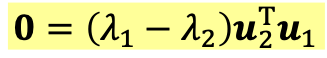 𝟎 = (λ₁ − λ₂)𝒖₂ᵀ𝒖₁